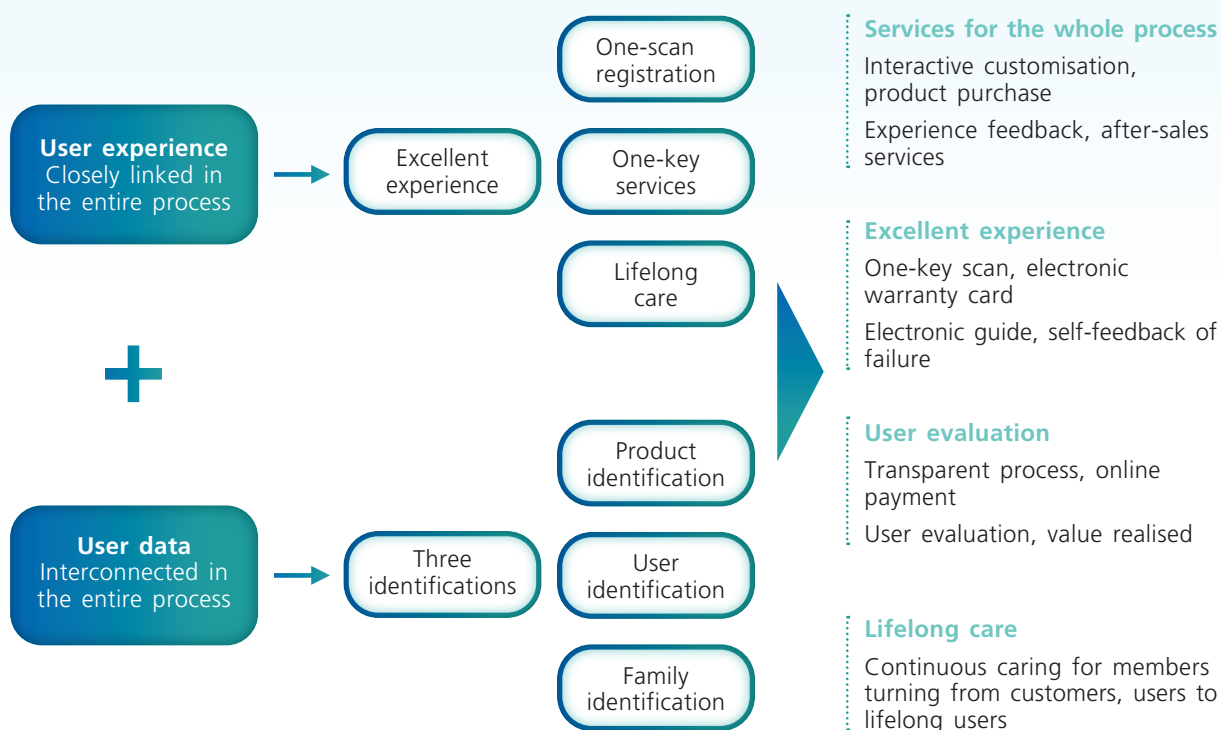 User experience
Closely linked in
the entire process
Excellent
experience
One-scan
registration
One-key
services
Lifelong
care
+
User data
Interconnected in
the entire process
Three
identifications
Product
identification
User
identification
Family
identification
Services for the whole process
Interactive customisation,
product purchase
Experience feedback, after-sales
services
Excellent experience
One-key scan, electronic
warranty card
Electronic guide, self-feedback of
failure
User evaluation
Transparent process, online
payment
User evaluation, value realised
Lifelong care
Continuous caring for members
turning from customers, users to
lifelong users